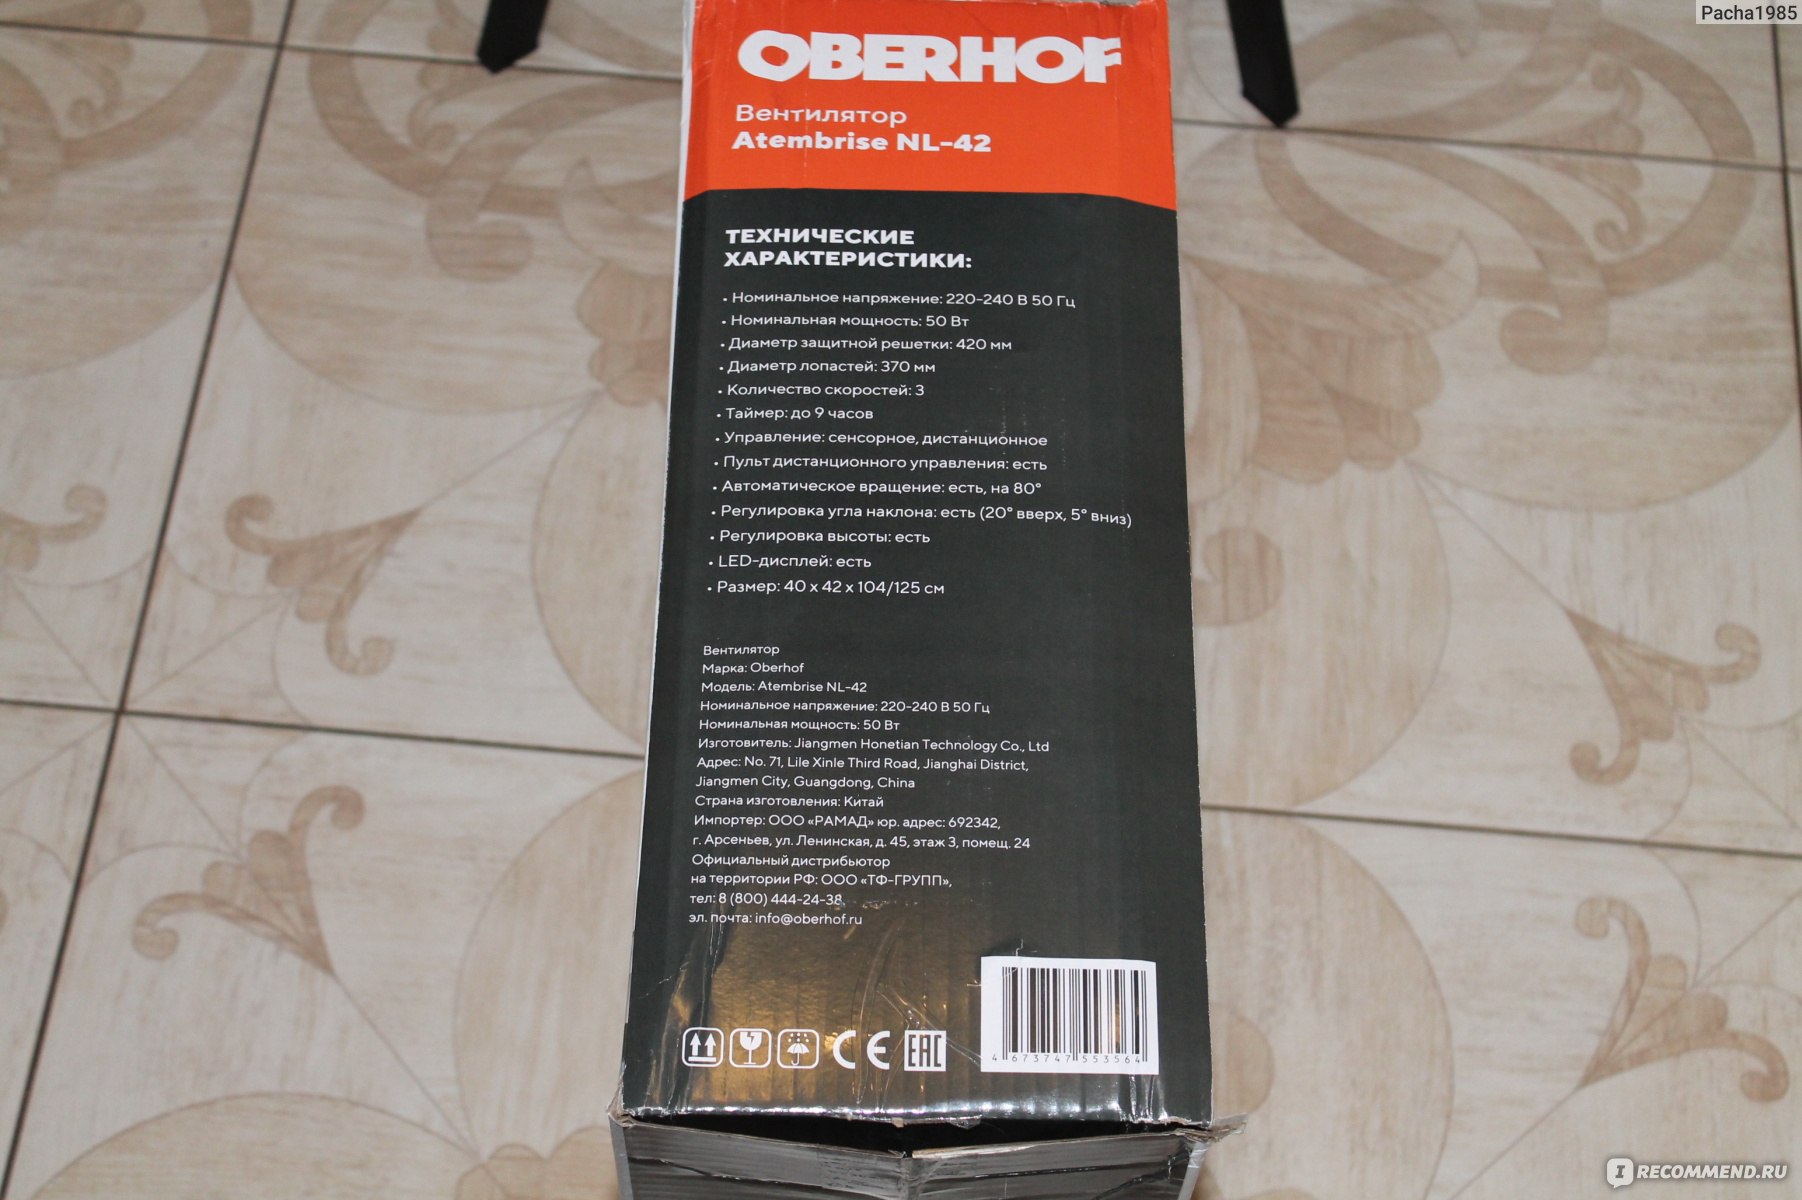 Pacha1985
OBERHOF
Вентилятор
Atembrise NL-42
ТЕХНИЧЕСКИЕ
ХАРАКТЕРИСТИКИ:
• Номинальное напряжение: 220-240 В 50 Гц
• Номинальная мощность: 50 Вт
• Диаметр защитной решетки: 420 мм
• Диаметр лопастей: 370 мм
• Количество скоростей: 3
• Таймер: до 9 часов
• Управление: сенсорное, дистанционное
• Пульт дистанционного управления: есть
• Автоматическое вращение: есть, на 80°
• Регулировка угла наклона: есть (20° вверх, 5° вниз)
• Регулировка высоты: есть
• LED-дисплей: есть
• Размер: 40 x 42 x 104/125 см
Вентилятор
Марка: Oberhof
Модель: Atembrise NL-42
Номинальное напряжение: 220-240 В 50 Гц
Номинальная мощность: 50 Вт
Изготовитель: Jiangmen Honetian Technology Co., Ltd
Адрес: No. 71, Lile Xinle Third Road, Jianghai District,
Jiangmen City, Guangdong, China
Страна изготовления: Китай
Импортер: ООО «РАМАД» юр. адрес: 692342,
г. Арсеньев, ул. Ленинская, д. 45, этаж 3, помещ. 24
Официальный дистрибьютор
на территории РФ: ООО «ТФ-ГРУПП»,
тел: 8 (800) 444-24-38,
эл. почта: info@oberhof.ru
CE EAC
4 673747 553564
IRECOMMEND.RU